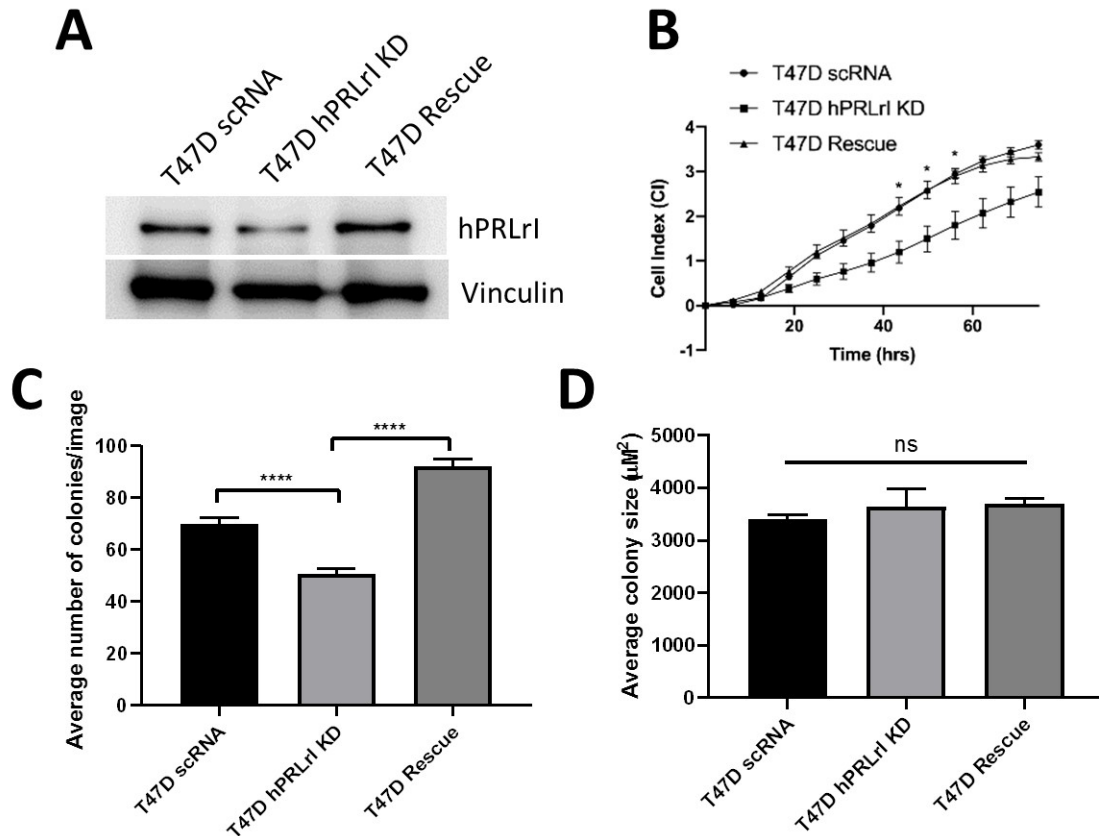 A
T47D scRNA
T47D hPRLrI KD
T47D Rescue
hPRLrI
Vinculin
B
T47D scRNA
T47D hPRLrI KD
T47D Rescue
Cell Index (CI)
4
3
2
1
0
-1
* * *
20 40 60
Time (hrs)
C
Average number of colonies/image
100
80
60
40
20
0
****
****
T47D scRNA
T47D hPRLrI KD
T47D Rescue
D
Average colony size (μM²)
5000
4000
3000
2000
1000
0
ns
T47D scRNA
T47D hPRLrI KD
T47D Rescue